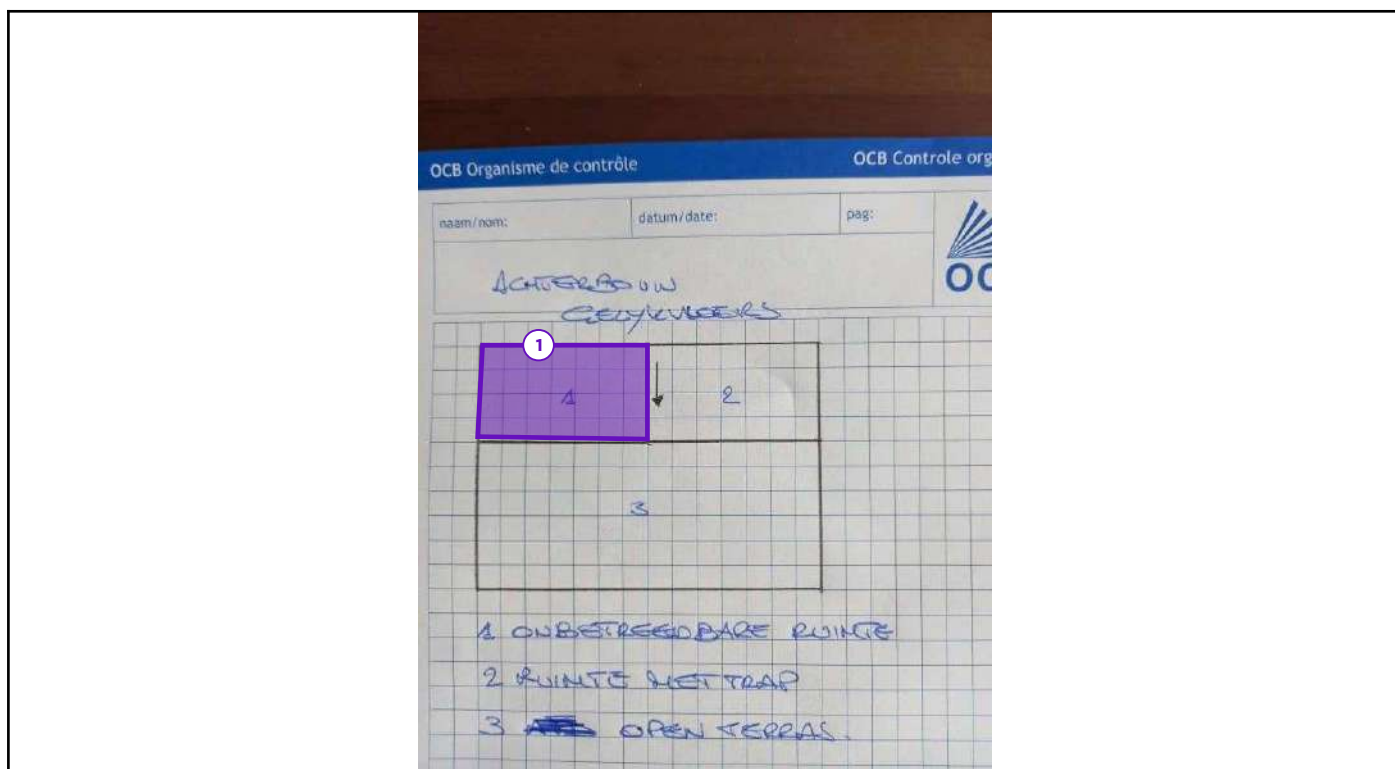 OCB Organisme de contrôle
OCB Controle org
naam/nom:
datum/date:
pag:
OC
ACHTERBOUW
GELYKVLOERS
1
1
2
3
1 ONBETREEDBARE RUIMTE
2 RUIMTE MET TRAP
3 OPEN TERRAS.